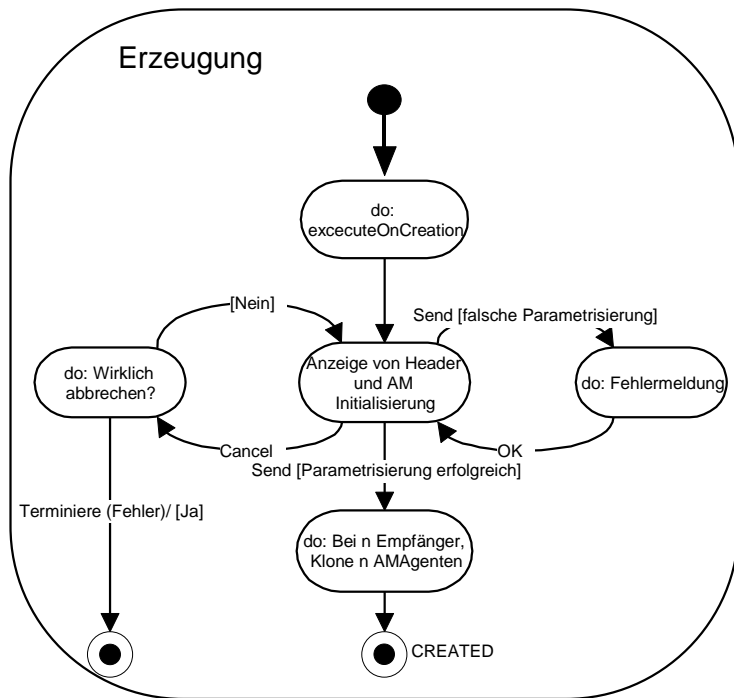 Erzeugung
do:
excecuteOnCreation
[Nein]
Send [falsche Parametrisierung]
do: Wirklich
abbrechen?
Anzeige von Header
und AM
Initialisierung
do: Fehlermeldung
Cancel
OK
Send [Parametrisierung erfolgreich]
Terminiere (Fehler)/ [Ja]
do: Bei n Empfänger,
Klone n AMAgenten
CREATED